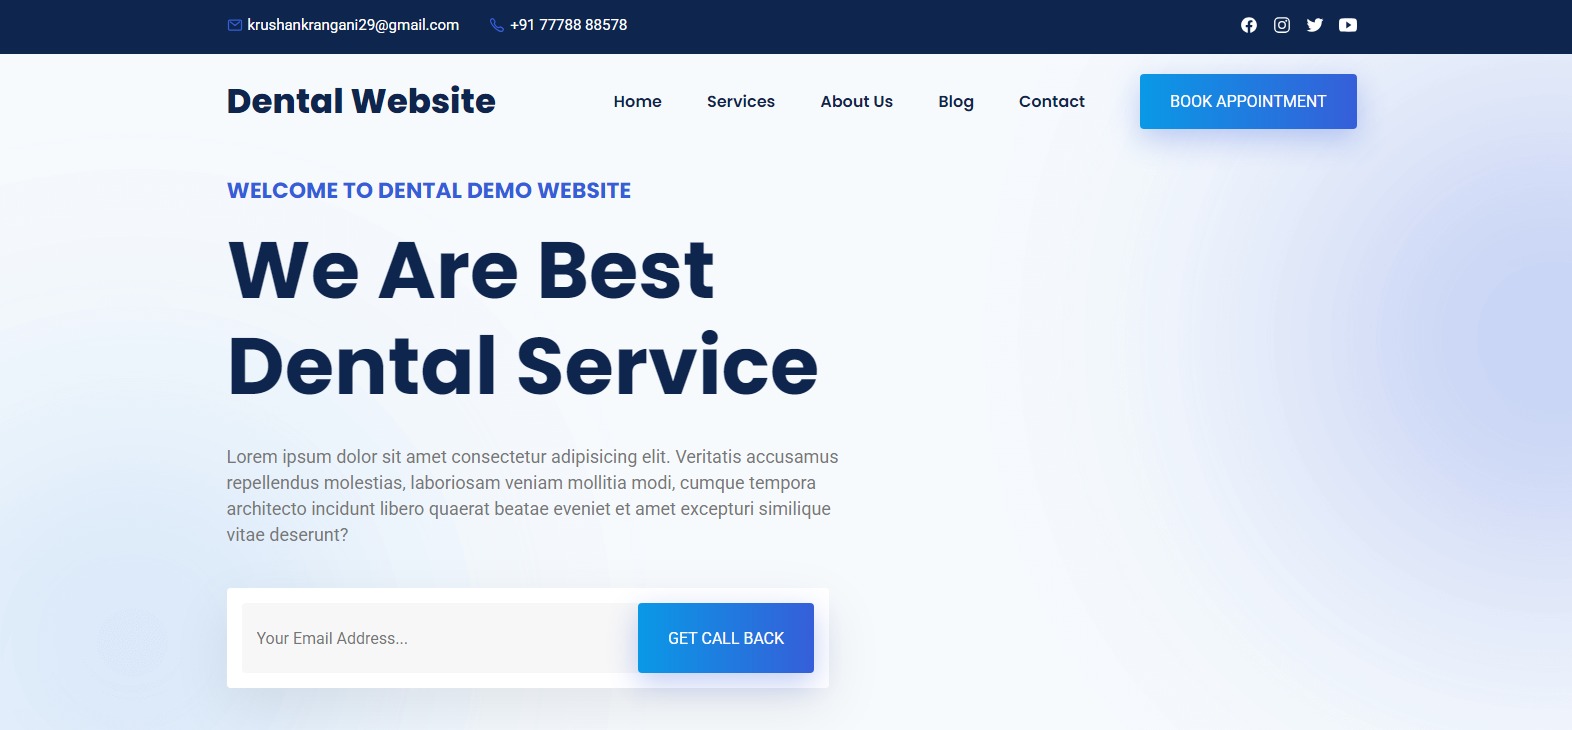 krushankrangani29@gmail.com +91 77788 88578
Dental Website Home Services About Us Blog Contact BOOK APPOINTMENT
WELCOME TO DENTAL DEMO WEBSITE
We Are Best
Dental Service
Lorem ipsum dolor sit amet consectetur adipisicing elit. Veritatis accusamus
repellendus molestias, laboriosam veniam mollitia modi, cumque tempora
architecto incidunt libero quaerat beatae eveniet et amet excepturi similique
vitae deserunt?
Your Email Address... GET CALL BACK